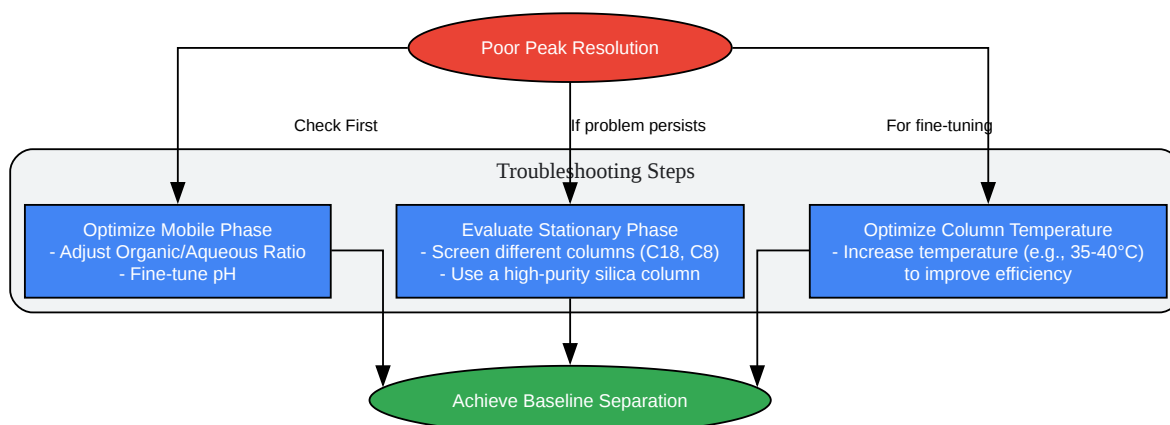 Poor Peak Resolution
Check First
If problem persists
For fine-tuning
Troubleshooting Steps
Optimize Mobile Phase
- Adjust Organic/Aqueous Ratio
- Fine-tune pH
Evaluate Stationary Phase
- Screen different columns (C18, C8)
- Use a high-purity silica column
Optimize Column Temperature
- Increase temperature (e.g., 35-40°C)
to improve efficiency
Achieve Baseline Separation